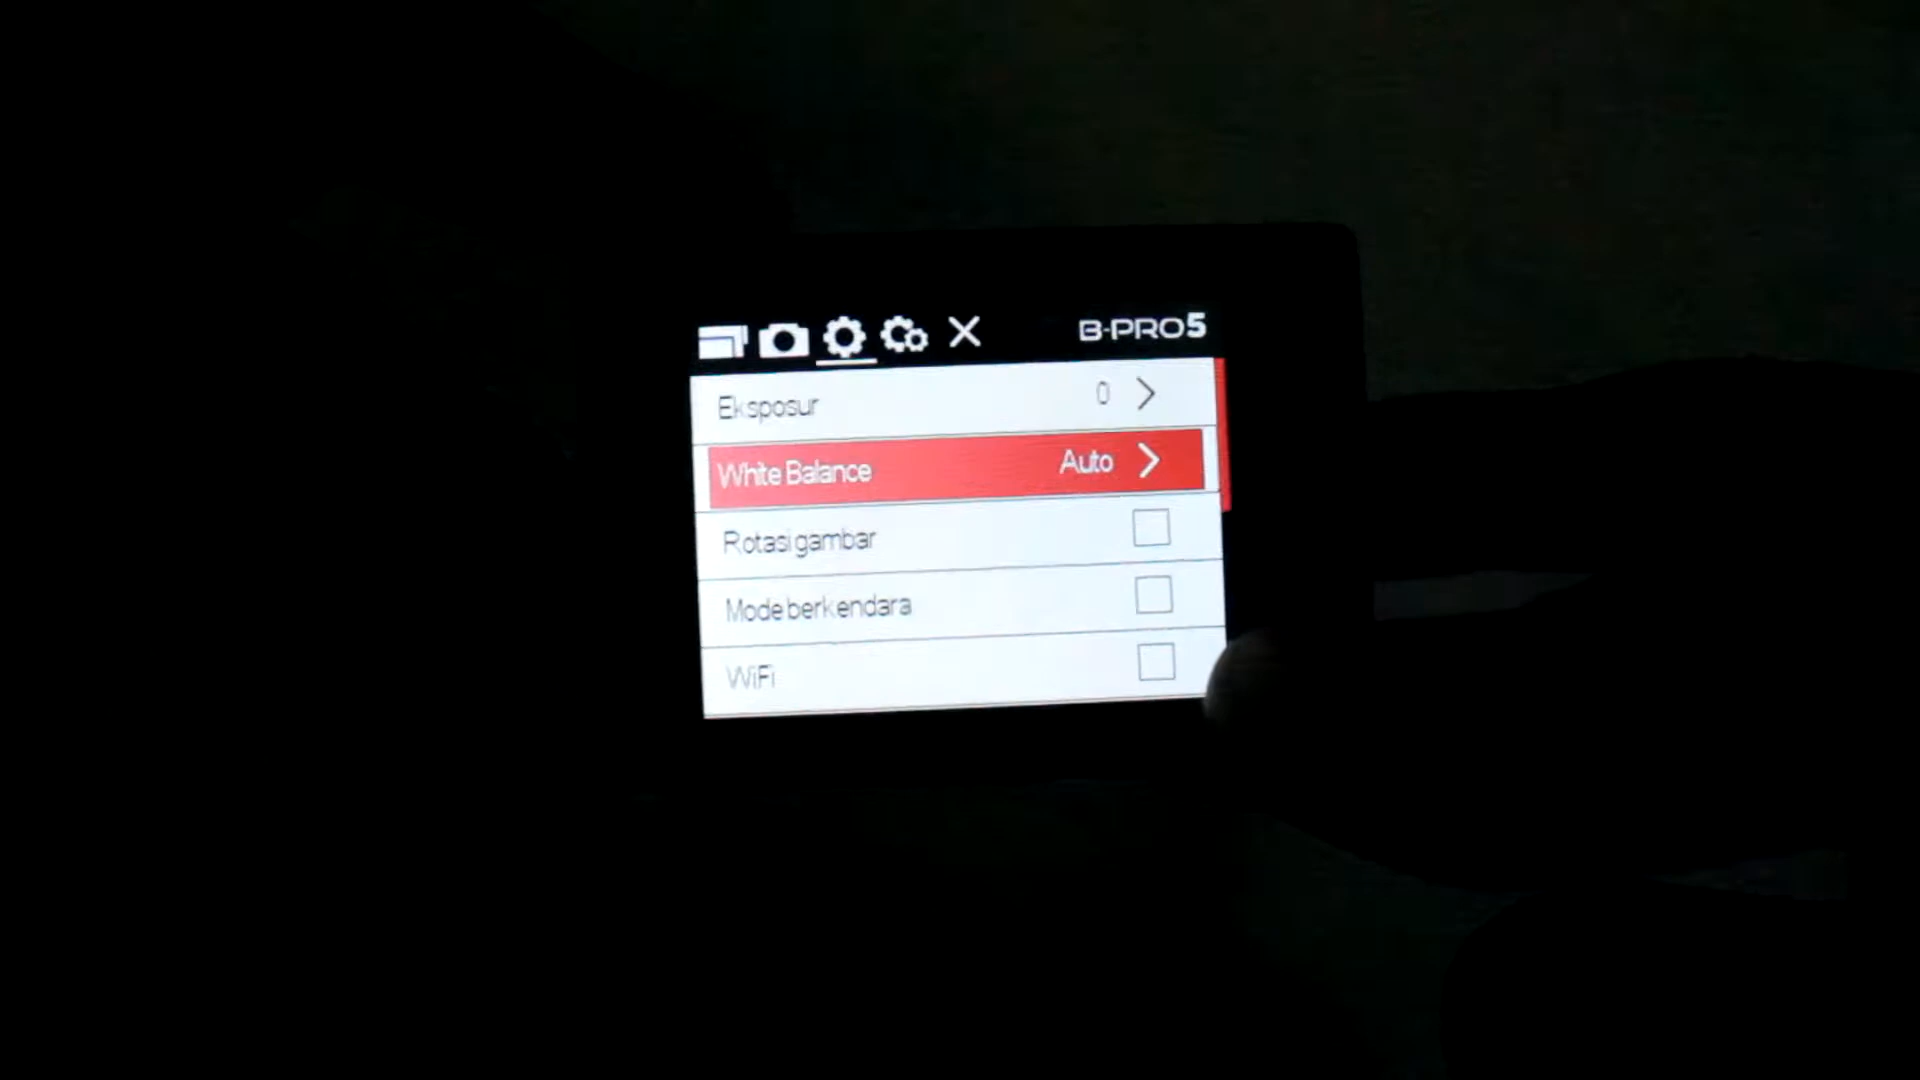 B-PRO5
Eksposur 0
White Balance Auto
Rotasi gambar
Mode berkendara
WiFi